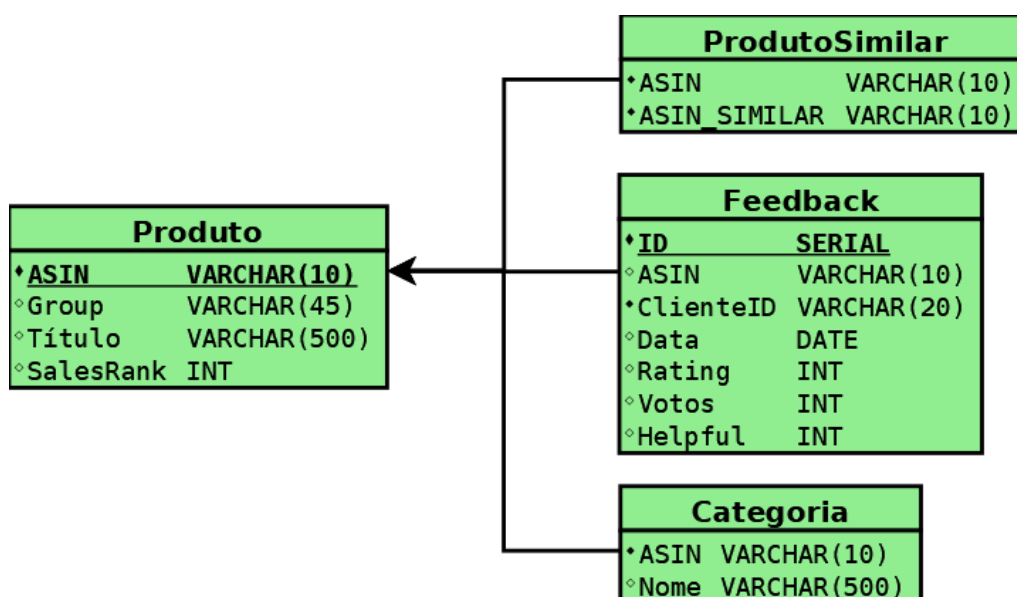 ProdutoSimilar
ASIN VARCHAR(10)
ASIN_SIMILAR VARCHAR(10)
Feedback
ID SERIAL
ASIN VARCHAR(10)
ClienteID VARCHAR(20)
Data DATE
Rating INT
Votos INT
Helpful INT
Produto
ASIN VARCHAR(10)
Group VARCHAR(45)
Título VARCHAR(500)
SalesRank INT
Categoria
ASIN VARCHAR(10)
Nome VARCHAR(500)